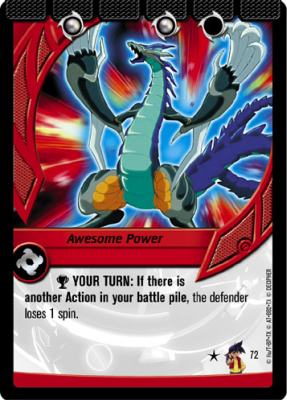 Awesome Power
YOUR TURN: If there is
another Action in your battle pile, the defender
loses 1 spin.
72